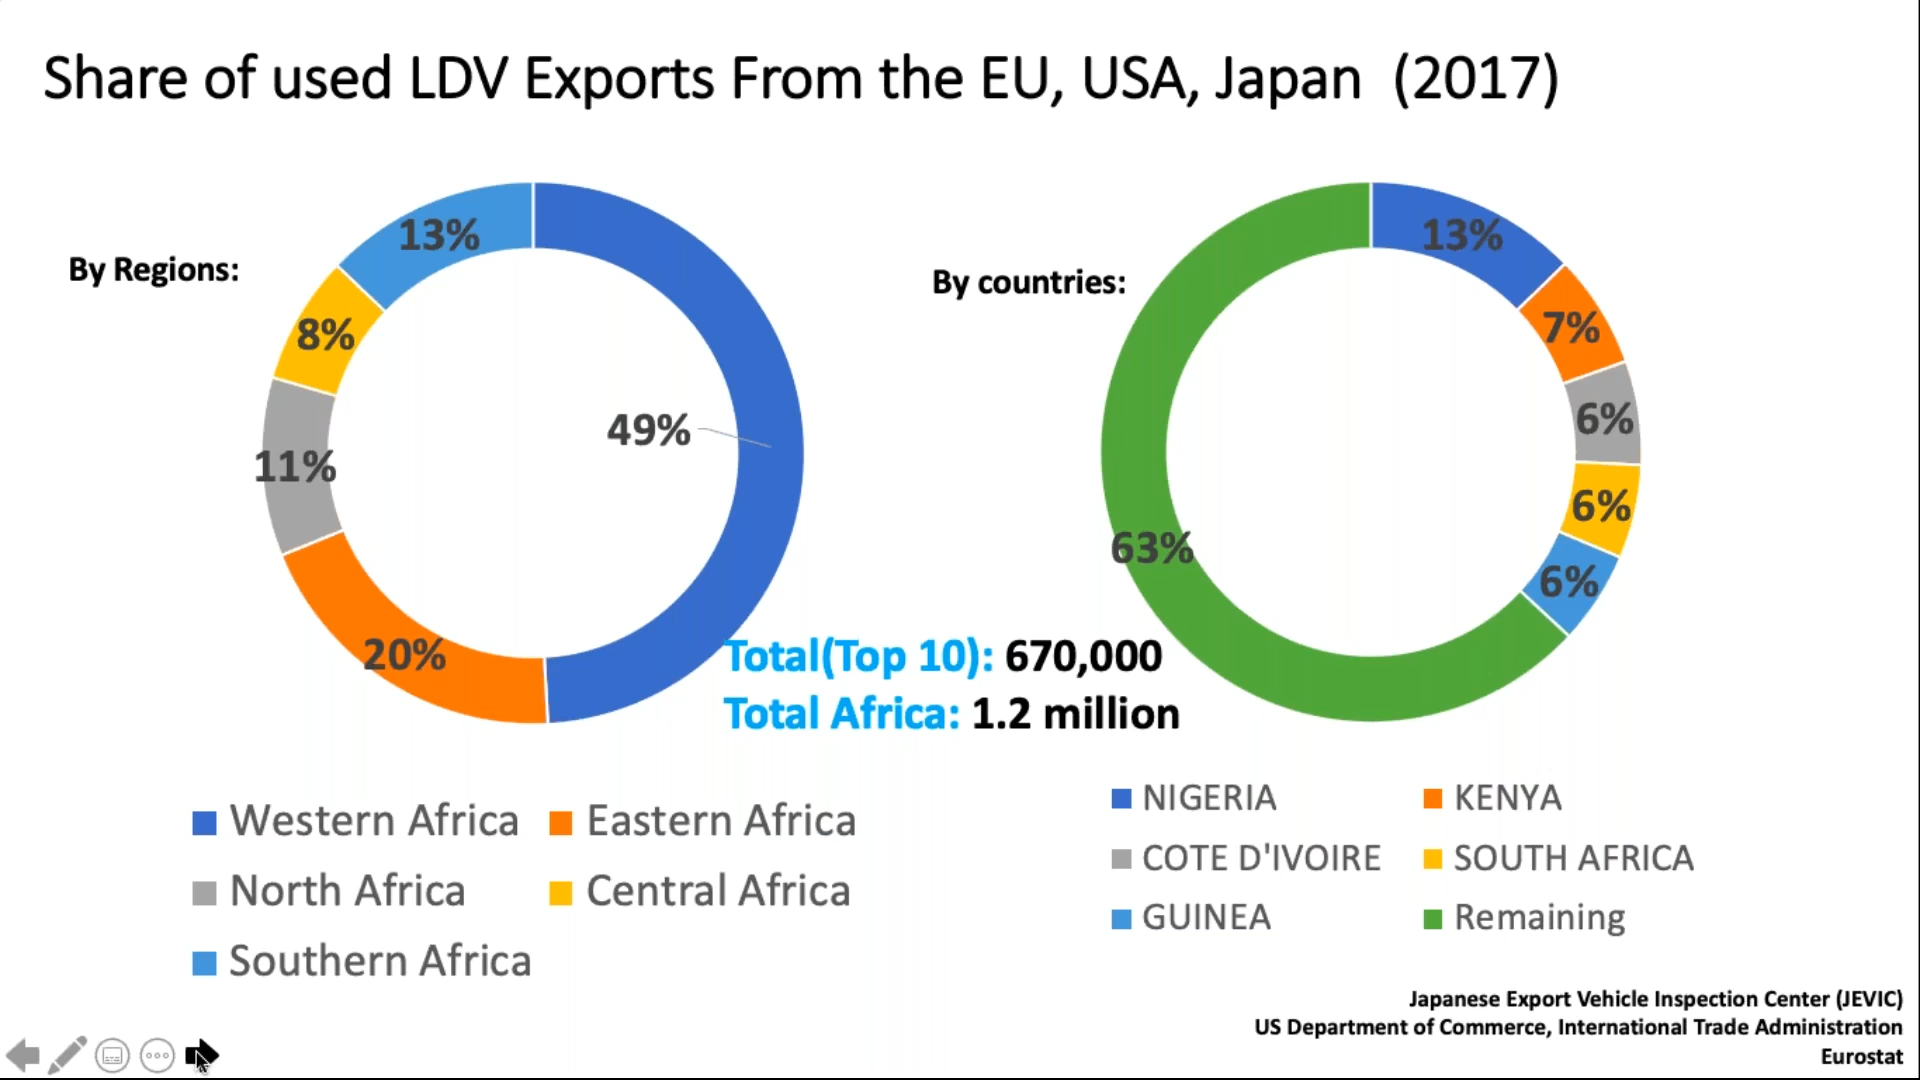 Share of used LDV Exports From the EU, USA, Japan (2017)
By Regions:
13%
8%
49%
11%
20%
Western Africa
Eastern Africa
North Africa
Central Africa
Southern Africa
By countries:
13%
7%
6%
6%
6%
63%
Total(Top 10): 670,000
Total Africa: 1.2 million
NIGERIA
KENYA
COTE D'IVOIRE
SOUTH AFRICA
GUINEA
Remaining
Japanese Export Vehicle Inspection Center (JEVIC)
US Department of Commerce, International Trade Administration
Eurostat